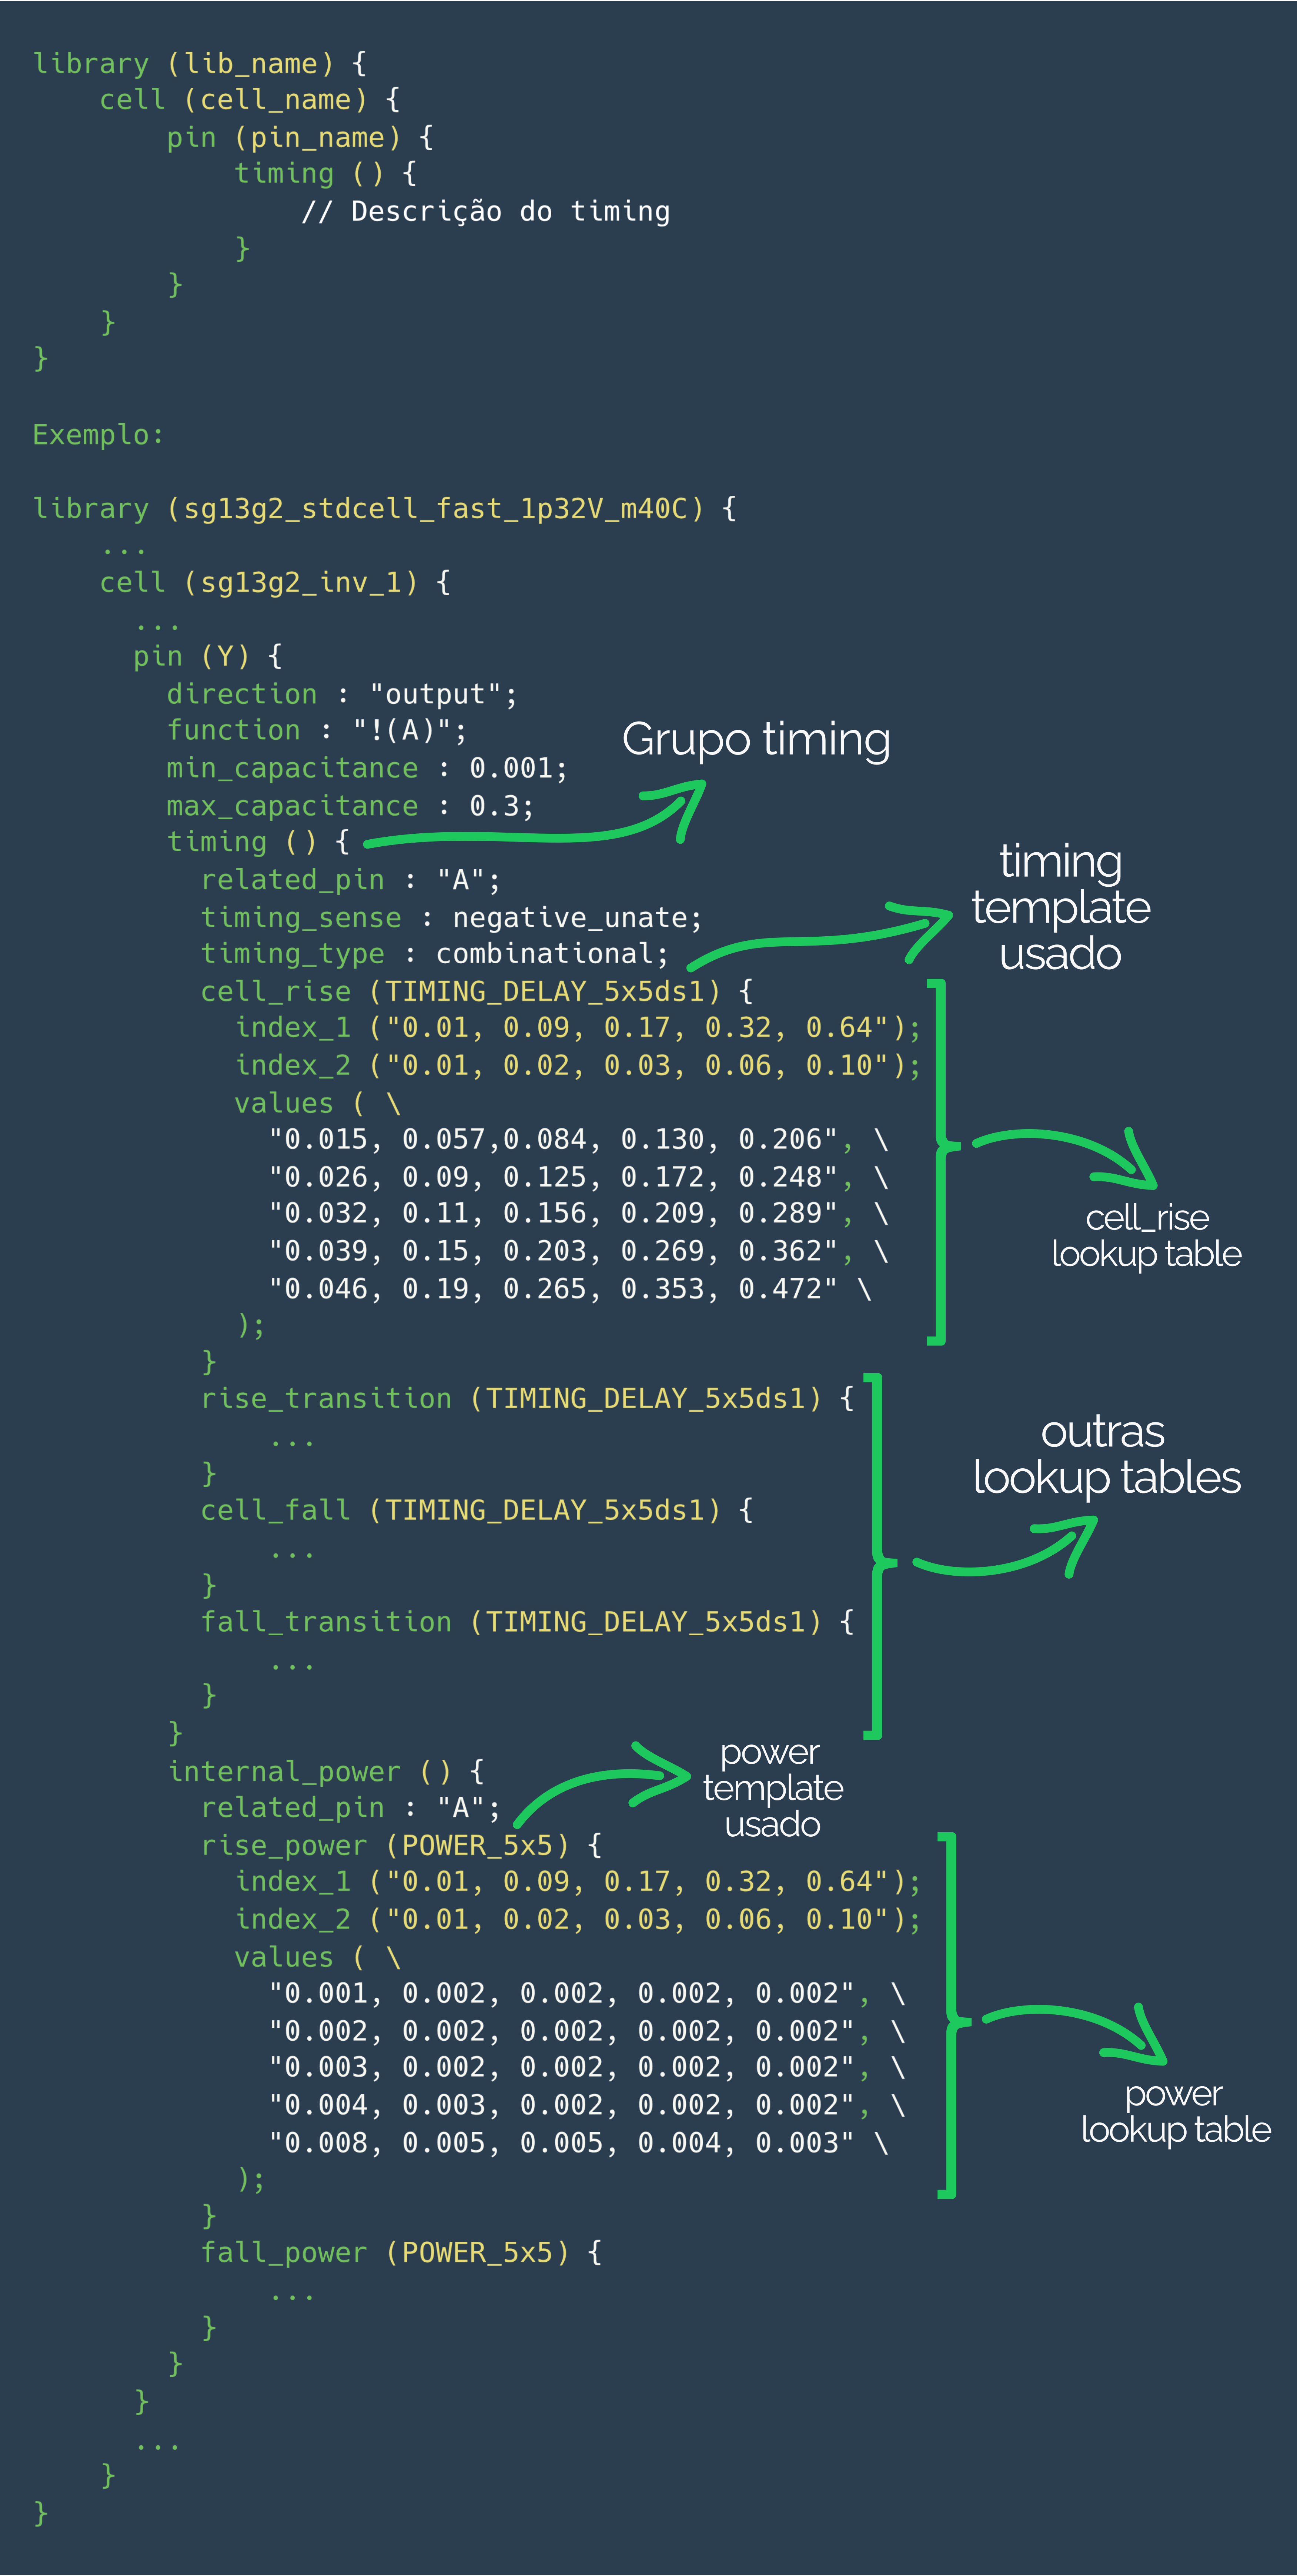 library (lib_name) {
    cell (cell_name) {
        pin (pin_name) {
            timing () {
                // Descrição do timing
            }
        }
    }
}
Exemplo:
library (sg13g2_stdcell_fast_1p32V_m40C) {
    ...
    cell (sg13g2_inv_1) {
      ...
      pin (Y) {
        direction : "output";
        function : "!(A)";
        min_capacitance : 0.001;
        max_capacitance : 0.3;
        timing () {
Grupo timing
          related_pin : "A";
          timing_sense : negative_unate;
          timing_type : combinational;
timing
template
usado
          cell_rise (TIMING_DELAY_5x5ds1) {
            index_1 ("0.01, 0.09, 0.17, 0.32, 0.64");
            index_2 ("0.01, 0.02, 0.03, 0.06, 0.10");
            values ( \
              "0.015, 0.057,0.084, 0.130, 0.206", \
              "0.026, 0.09, 0.125, 0.172, 0.248", \
              "0.032, 0.11, 0.156, 0.209, 0.289", \
              "0.039, 0.15, 0.203, 0.269, 0.362", \
              "0.046, 0.19, 0.265, 0.353, 0.472" \
            );
          }
cell_rise
lookup table
          rise_transition (TIMING_DELAY_5x5ds1) {
              ...
          }
          cell_fall (TIMING_DELAY_5x5ds1) {
              ...
          }
          fall_transition (TIMING_DELAY_5x5ds1) {
              ...
          }
        }
outras
lookup tables
        internal_power () {
          related_pin : "A";
power
template
usado
          rise_power (POWER_5x5) {
            index_1 ("0.01, 0.09, 0.17, 0.32, 0.64");
            index_2 ("0.01, 0.02, 0.03, 0.06, 0.10");
            values ( \
              "0.001, 0.002, 0.002, 0.002, 0.002", \
              "0.002, 0.002, 0.002, 0.002, 0.002", \
              "0.003, 0.002, 0.002, 0.002, 0.002", \
              "0.004, 0.003, 0.002, 0.002, 0.002", \
              "0.008, 0.005, 0.005, 0.004, 0.003" \
            );
          }
power
lookup table
          fall_power (POWER_5x5) {
              ...
          }
        }
      }
      ...
    }
}